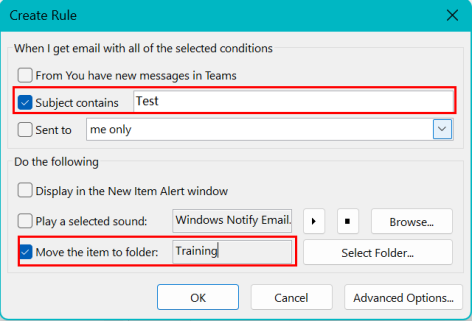 Create Rule
When I get email with all of the selected conditions
From You have new messages in Teams
Subject contains Test
Sent to me only
Do the following
Display in the New Item Alert window
Play a selected sound: Windows Notify Email. Browse...
Move the item to folder: Training Select Folder...
OK Cancel Advanced Options...